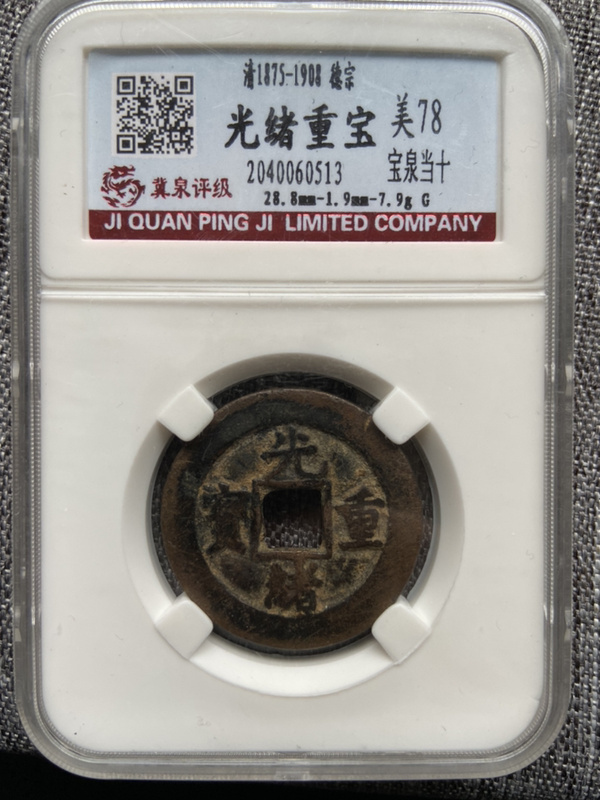 清1875-1908 德宗
光绪重宝 美78
2040060513 宝泉当十
冀泉评级
28.8mm-1.9mm-7.9g G
JI QUAN PING JI LIMITED COMPANY
光
寶 重
緒